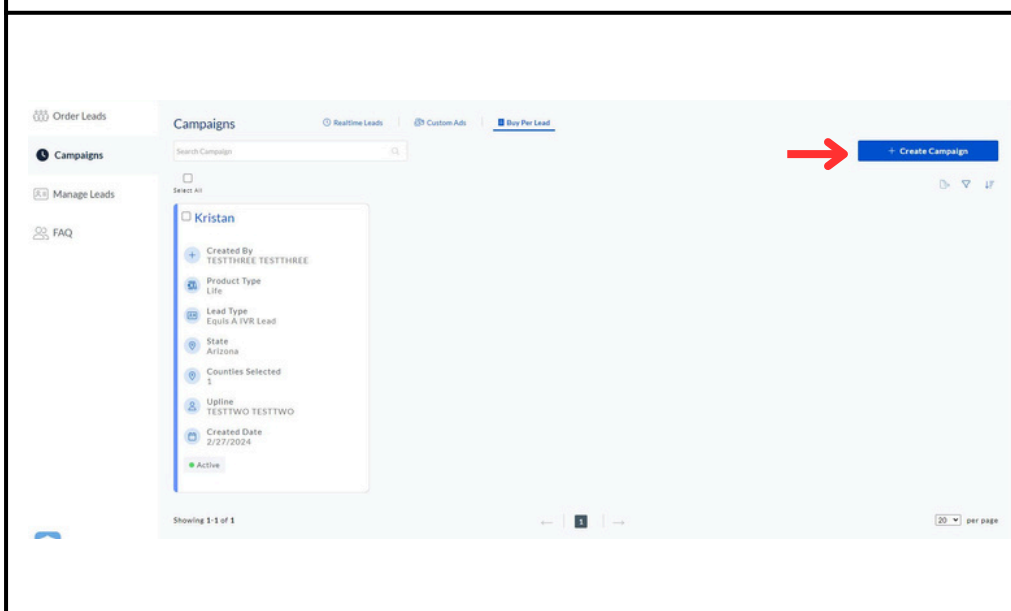 Order Leads
Campaigns
Manage Leads
FAQ
Campaigns
Realtime Leads
Custom Ads
Buy Per Lead
Search Campaign
+ Create Campaign
Select All
Kristan
Created By
TESTTHREE TESTTHREE
Product Type
Life
Lead Type
Equis A IVR Lead
State
Arizona
Counties Selected
1
Upline
TESTTWO TESTTWO
Created Date
2/27/2024
Active
Showing 1-1 of 1
1
20 per page